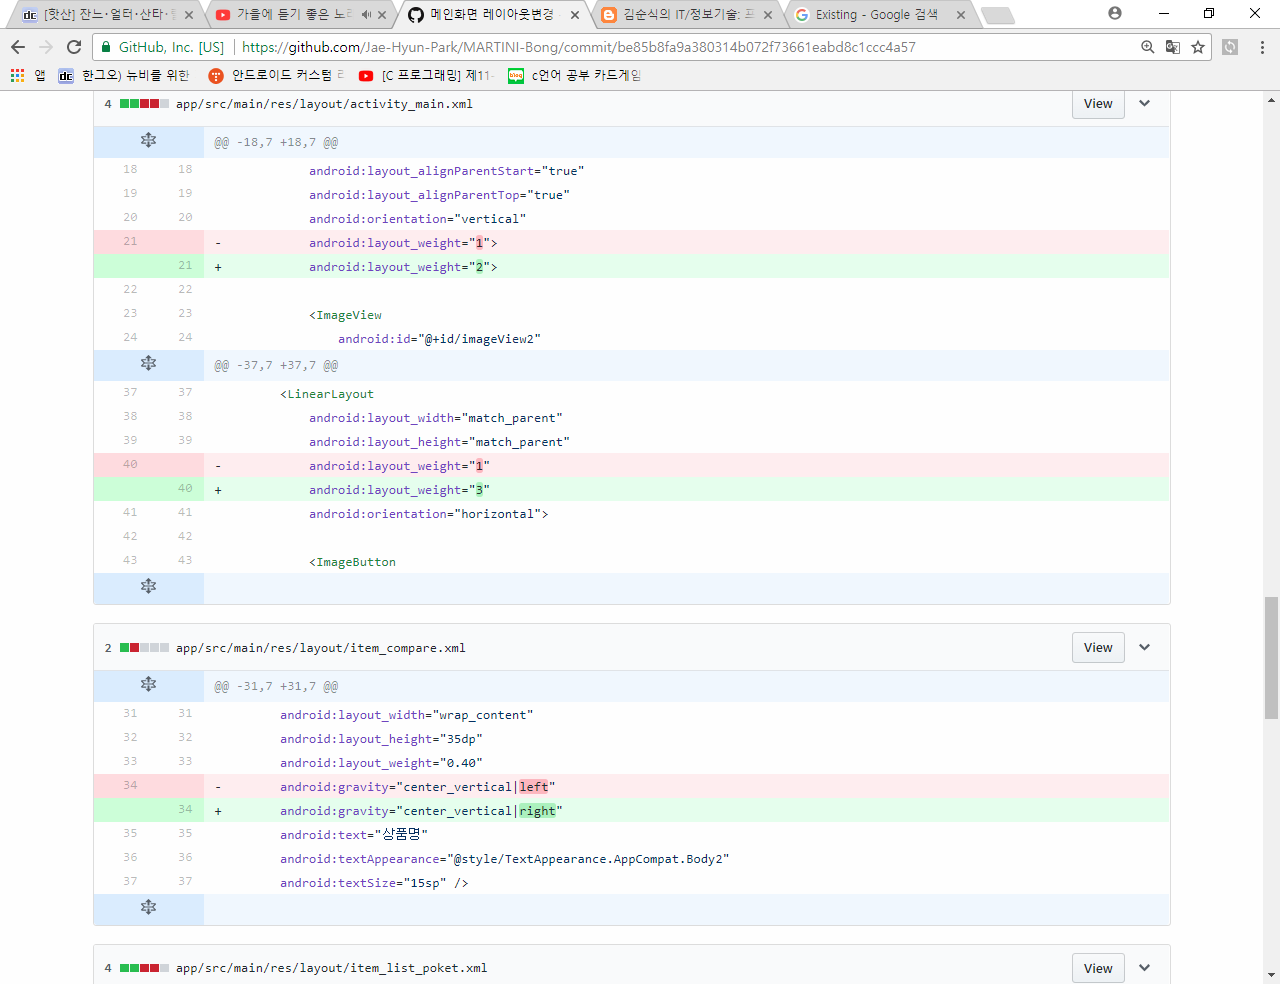 [핫산] 잔느·얼터·산타·
가을에 듣기 좋은 노래
메인화면 레이아웃변경
김순식의 IT/정보기술: 프
Existing - Google 검색
GitHub, Inc. [US] https://github.com/Jae-Hyun-Park/MARTINI-Bong/commit/be85b8fa9a380314b072f73661eabd8c1ccc4a57
앱 한그오) 뉴비를 위한 안드로이드 커스텀 [C 프로그래밍] 제11- c언어 공부 카드게임
4 app/src/main/res/layout/activity_main.xml View
@@ -18,7 +18,7 @@
18 18 android:layout_alignParentStart="true"
19 19 android:layout_alignParentTop="true"
20 20 android:orientation="vertical"
21 - android:layout_weight="1">
21 + android:layout_weight="2">
22 22
23 23 <ImageView
24 24 android:id="@+id/imageView2"
@@ -37,7 +37,7 @@
37 37 <LinearLayout
38 38 android:layout_width="match_parent"
39 39 android:layout_height="match_parent"
40 - android:layout_weight="1"
40 + android:layout_weight="3"
41 41 android:orientation="horizontal">
42 42
43 43 <ImageButton
2 app/src/main/res/layout/item_compare.xml View
@@ -31,7 +31,7 @@
31 31 android:layout_width="wrap_content"
32 32 android:layout_height="35dp"
33 33 android:layout_weight="0.40"
34 - android:gravity="center_vertical|left"
34 + android:gravity="center_vertical|right"
35 35 android:text="상품명"
36 36 android:textAppearance="@style/TextAppearance.AppCompat.Body2"
37 37 android:textSize="15sp" />
4 app/src/main/res/layout/item_list_poket.xml View